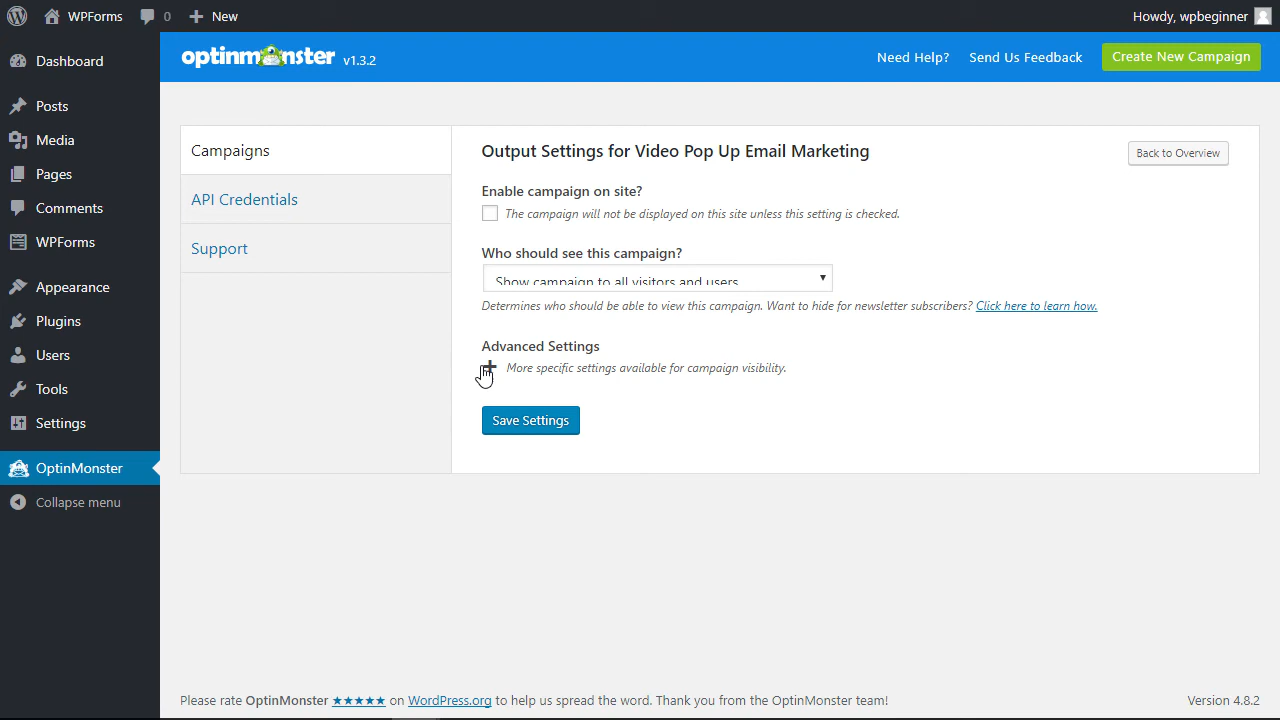 WPForms 0 New Howdy, wpbeginner
optinmonster v1.3.2 Need Help? Send Us Feedback Create New Campaign
Dashboard
Posts
Media
Pages
Comments
WPForms
Appearance
Plugins
Users
Tools
Settings
OptinMonster
Collapse menu
Campaigns
API Credentials
Support
Output Settings for Video Pop Up Email Marketing
Back to Overview
Enable campaign on site?
The campaign will not be displayed on this site unless this setting is checked.
Who should see this campaign?
Show campaign to all visitors and users
Determines who should be able to view this campaign. Want to hide for newsletter subscribers? Click here to learn how.
Advanced Settings
More specific settings available for campaign visibility.
Save Settings
Please rate OptinMonster ★★★★★ on WordPress.org to help us spread the word. Thank you from the OptinMonster team! Version 4.8.2